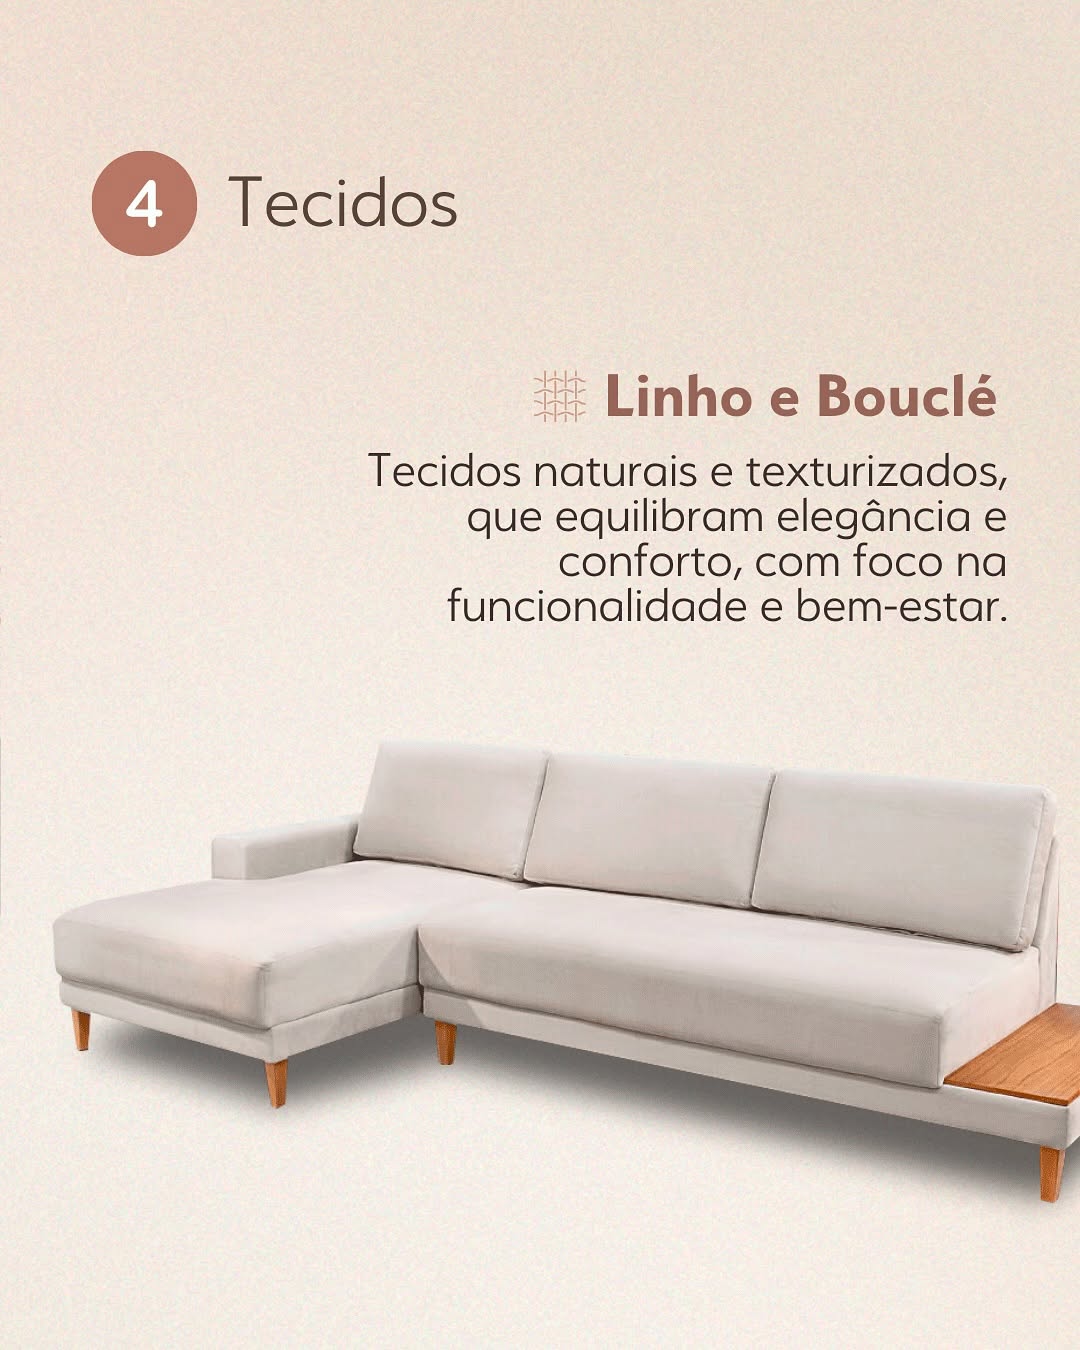 4 Tecidos
Linho e Bouclé
Tecidos naturais e texturizados,
que equilibram elegância e
conforto, com foco na
funcionalidade e bem-estar.